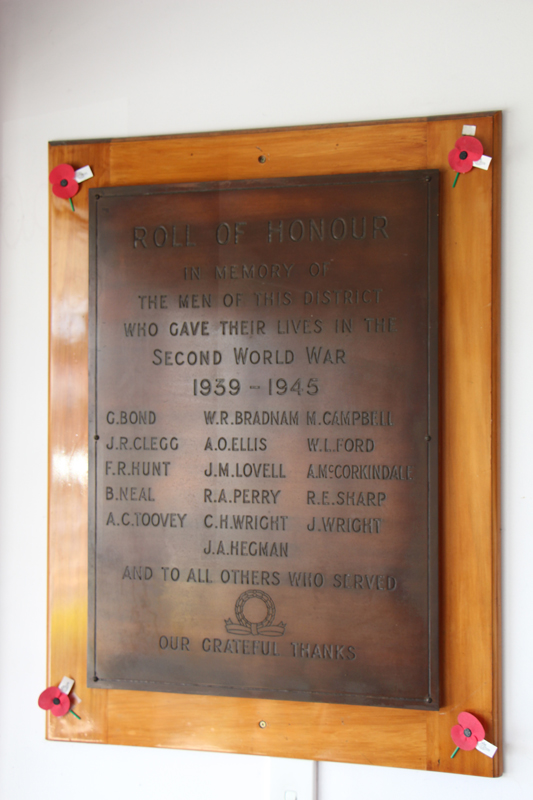 ROLL OF HONOUR
IN MEMORY OF
THE MEN OF THIS DISTRICT
WHO GAVE THEIR LIVES IN THE
SECOND WORLD WAR
1939 - 1945
G.BOND W.R.BRADNAM M.CAMPBELL
J.R.CLEGG A.O.ELLIS W.L.FORD
F.R.HUNT J.M.LOVELL A.McCORKINDALE
B.NEAL R.A.PERRY R.E.SHARP
A.C.TOOVEY C.H.WRIGHT J.WRIGHT
J.A.HEGMAN
AND TO ALL OTHERS WHO SERVED
OUR GRATEFUL THANKS